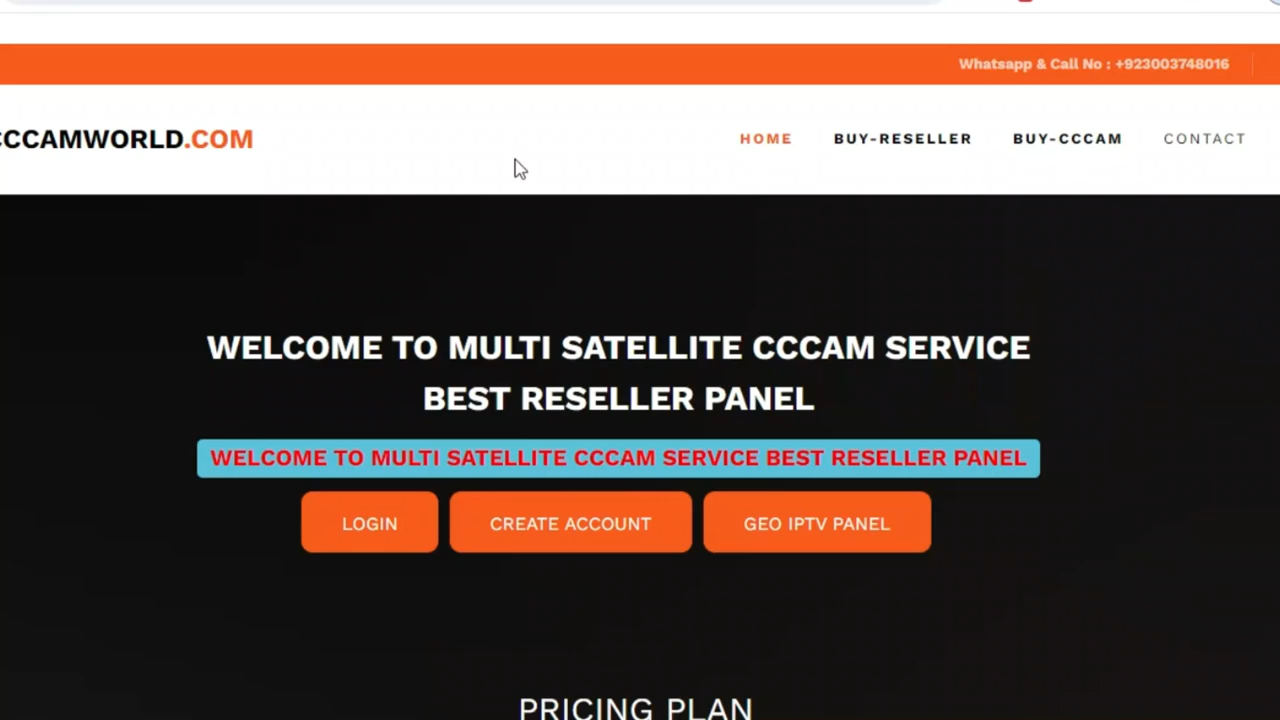 Whatsapp & Call No : +923003748016
CCCAMWORLD.COM
HOME BUY-RESELLER BUY-CCCAM CONTACT
WELCOME TO MULTI SATELLITE CCCAM SERVICE
BEST RESELLER PANEL
WELCOME TO MULTI SATELLITE CCCAM SERVICE BEST RESELLER PANEL
LOGIN CREATE ACCOUNT GEO IPTV PANEL
PRICING PLAN